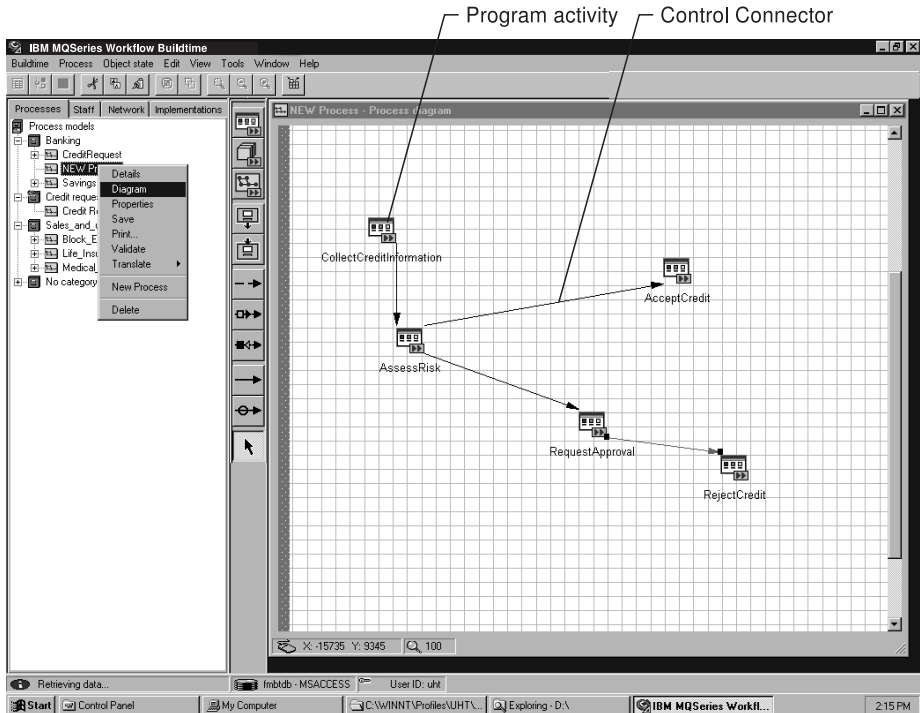 Program activity
Control Connector
IBM MQSeries Workflow Buildtime
Buildtime Process Object state Edit View Tools Window Help
Processes Staff Network Implementations
Process models
Banking
CreditRequest
NEW Pr
Savings
Credit reque
Credit R
Sales_and_
Block_E
Life_Ins
Medical_
No category
Details
Diagram
Properties
Save
Print...
Validate
Translate
New Process
Delete
NEW Process - Process diagram
CollectCreditInformation
AcceptCredit
AssessRisk
RequestApproval
RejectCredit
X: -15735 Y: 9345 100
Retrieving data... fmbtdb - MSACCESS User ID: uht
Start Control Panel My Computer C:\WINNT\Profiles\UHT\... Exploring - D:\ IBM MQSeries Workfl... 2:15 PM